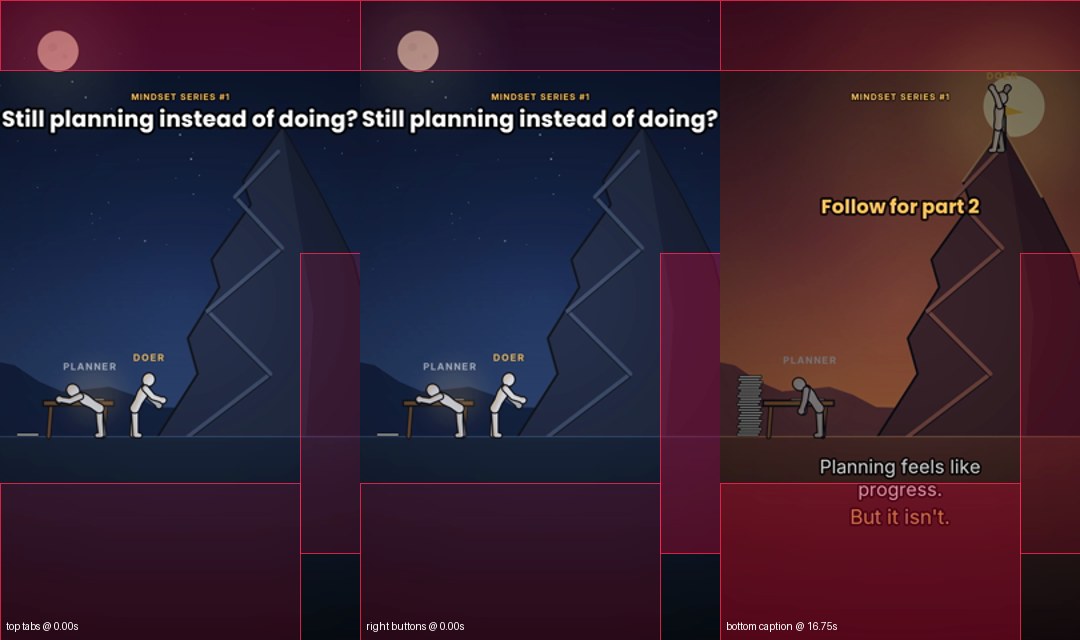 MINDSET SERIES #1
Still planning instead of doing?
PLANNER
DOER
top tabs @ 0.00s
MINDSET SERIES #1
Still planning instead of doing?
PLANNER
DOER
right buttons @ 0.00s
DOER
MINDSET SERIES #1
Follow for part 2
PLANNER
Planning feels like
progress.
But it isn't.
bottom caption @ 16.75s